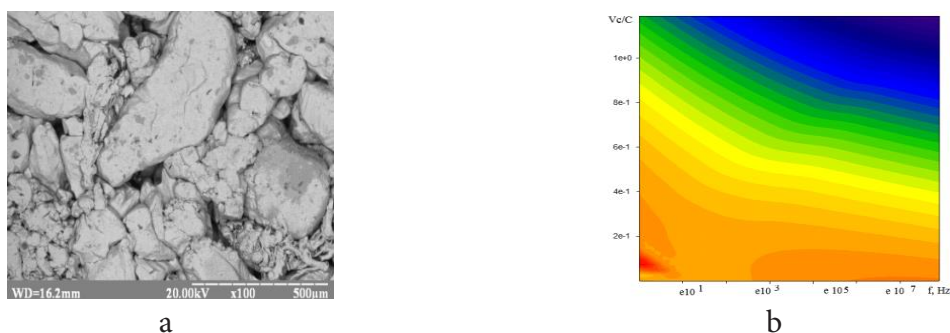 WD=16.2mm 20.00kV x100 500µm
a
Vc/C
1e+0
8e-1
6e-1
4e-1
2e-1
e10 1 e10 3 e 10 5 e 10 7 f, Hz
b